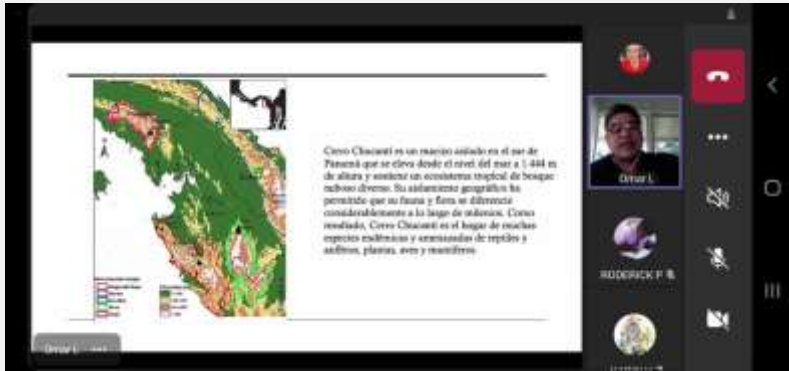 Cerro Chucantí es un macizo aislado en el sur de
Panamá que se eleva desde el nivel del mar a 1 444 m
de altura y sostiene un ecosistema tropical de bosque
nuboso diverso. Su aislamiento geográfico ha
permitido que su fauna y flora se diferencie
considerablemente a lo largo de milenios. Como
resultado, Cerro Chucantí es el hogar de muchas
especies endémicas y amenazadas de reptiles y
anfibios, plantas, aves y mamíferos.
Omar L
RODERICK P
Omar L